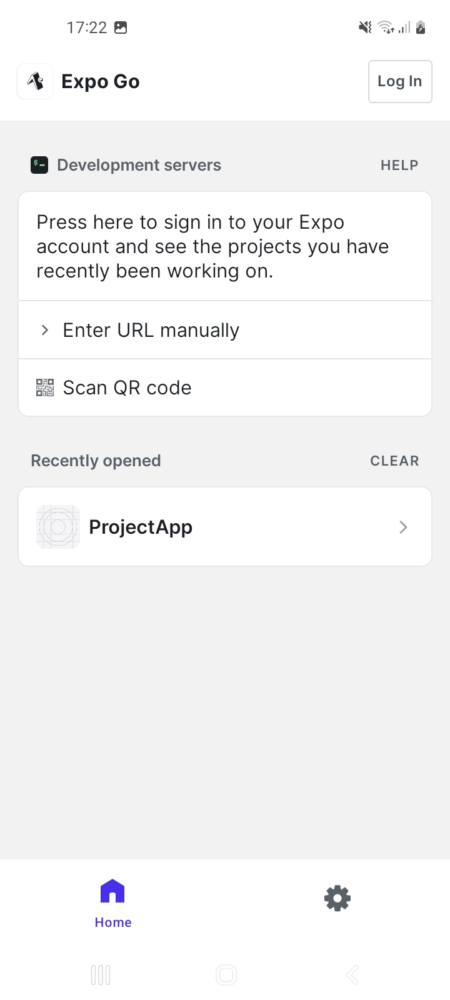 17:22
Expo Go
Log In
$
Development servers
HELP
Press here to sign in to your Expo
account and see the projects you have
recently been working on.
Enter URL manually
Scan QR code
Recently opened
CLEAR
ProjectApp
Home